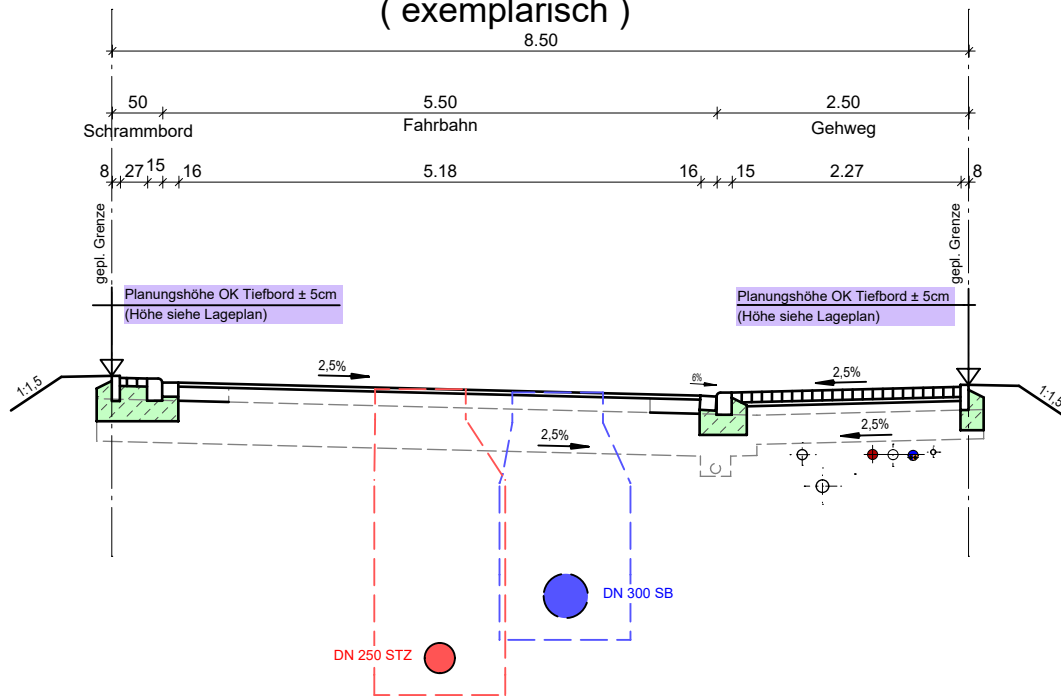 ( exemplarisch )
8.50
50 5.50 2.50
Schrammbord Fahrbahn Gehweg
8 27 15 16 5.18 16 15 2.27 8
gepl. Grenze gepl. Grenze
Planungshöhe OK Tiefbord ± 5cm
(Höhe siehe Lageplan)
Planungshöhe OK Tiefbord ± 5cm
(Höhe siehe Lageplan)
1:1,5 2,5% 6% 2,5% 1:1,5
2,5% 2,5%
DN 300 SB
DN 250 STZ